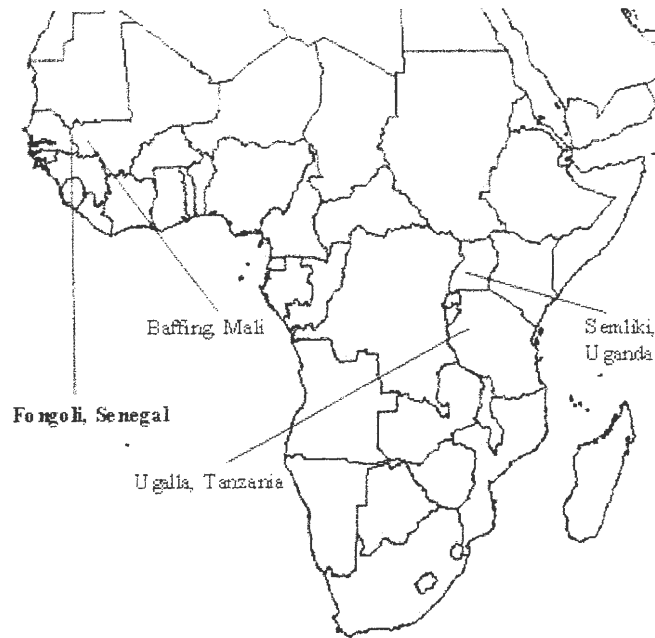 Baffing, Mali
Semliki,
Uganda
Fongoli, Senegal
Ugalla, Tanzania